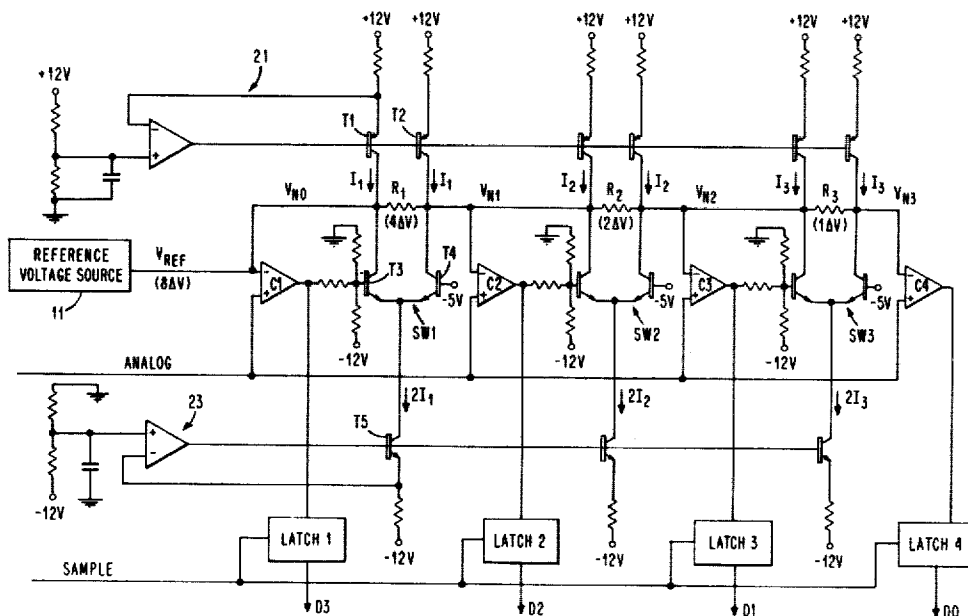 +12V +12V +12V +12V +12V +12V
21
+12V
T1 T2
- +
I1 I1 I2 I2 I3 I3
VN0 R1 VN1 R2 VN2 R3 VN3
(4ΔV) (2ΔV) (1ΔV)
REFERENCE
VOLTAGE SOURCE
11
VREF
(8ΔV)
- + C1 T3 T4 - + C2 - + C3 - + C4
-5V -5V -5V
SW1 SW2 SW3
-12V -12V -12V
ANALOG
23
2I1 2I2 2I3
T5
+ -
-12V
-12V -12V -12V
LATCH 1 LATCH 2 LATCH 3 LATCH 4
SAMPLE
D3 D2 D1 D0